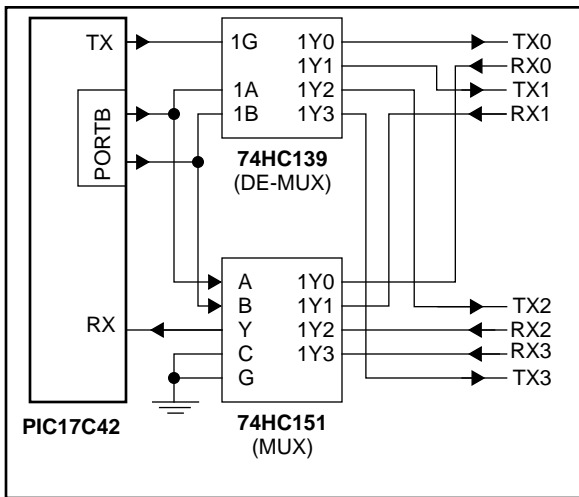 TX
PORTB
RX
PIC17C42
1G
1A
1B
1Y0
1Y1
1Y2
1Y3
74HC139
(DE-MUX)
TX0
RX0
TX1
RX1
A
B
Y
C
G
1Y0
1Y1
1Y2
1Y3
74HC151
(MUX)
TX2
RX2
RX3
TX3